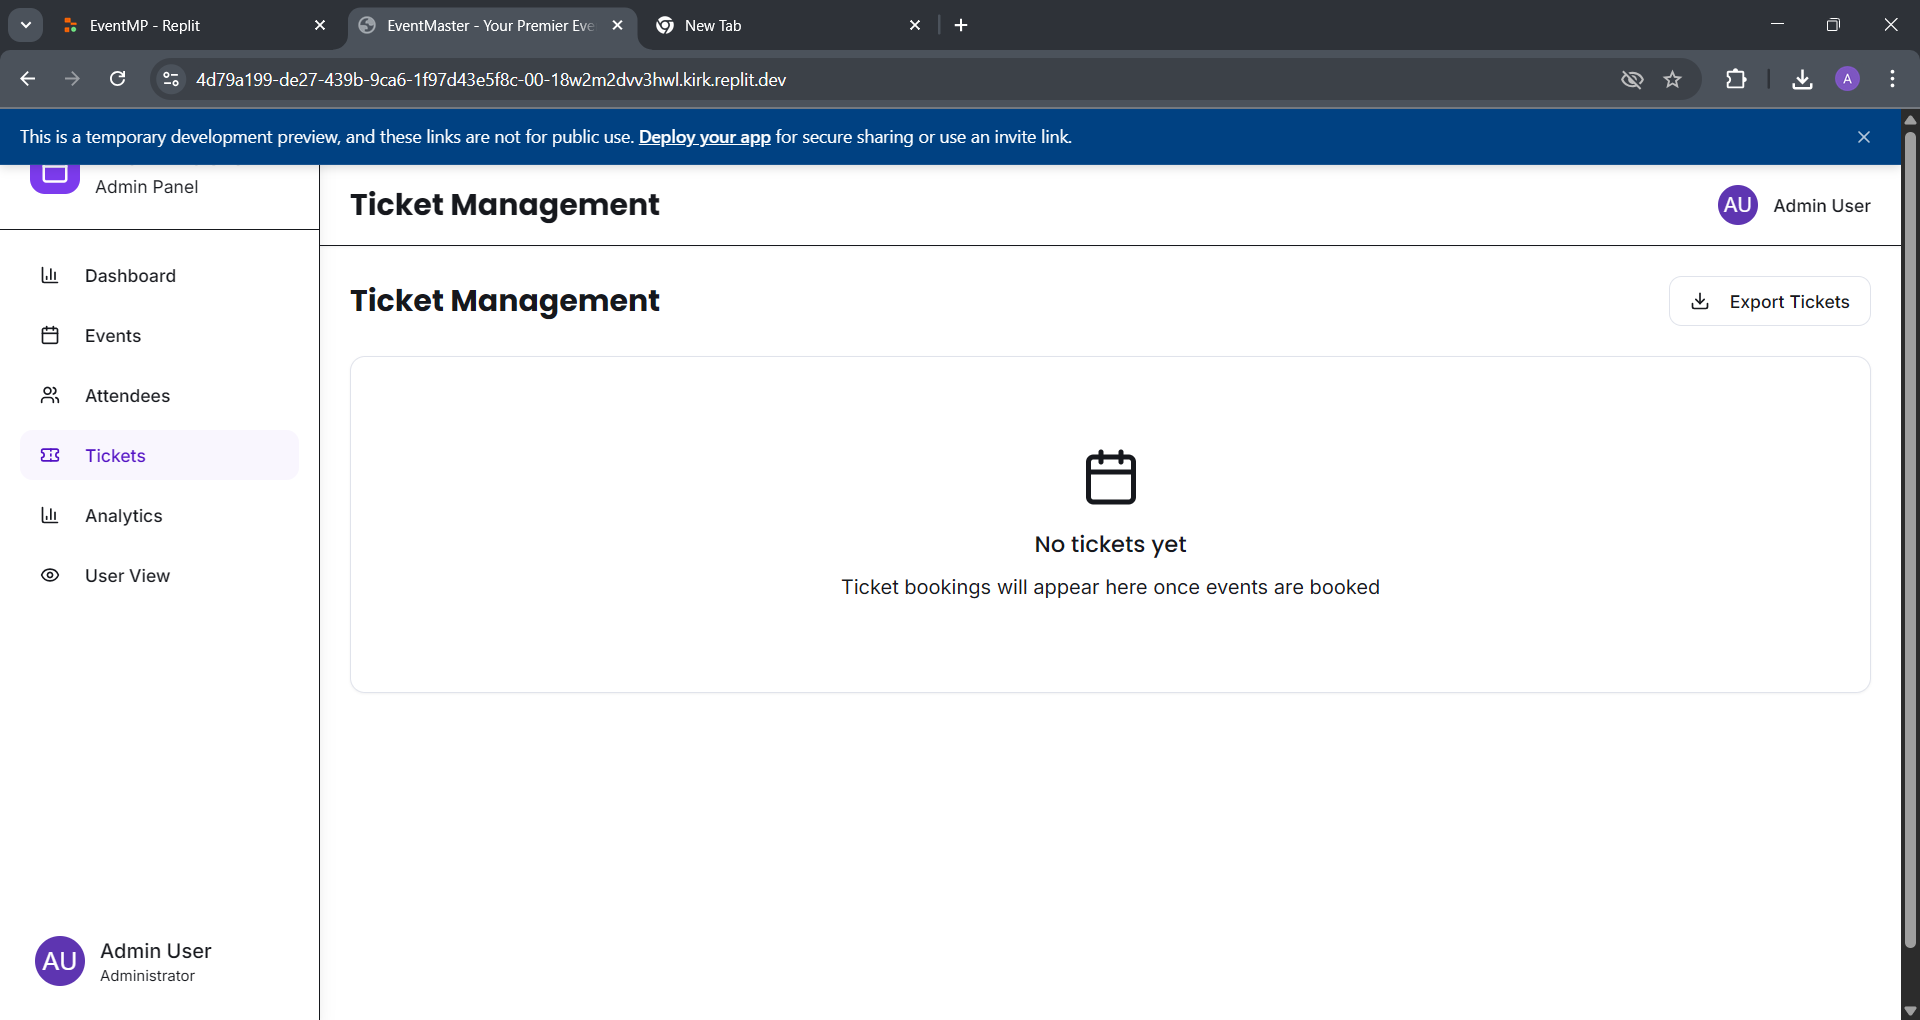 EventMP - Replit
EventMaster - Your Premier Eve
New Tab
4d79a199-de27-439b-9ca6-1f97d43e5f8c-00-18w2m2dvv3hwl.kirk.replit.dev
A
This is a temporary development preview, and these links are not for public use. Deploy your app for secure sharing or use an invite link.
Admin Panel
Ticket Management
AU Admin User
Dashboard
Events
Attendees
Tickets
Analytics
User View
Ticket Management
Export Tickets
No tickets yet
Ticket bookings will appear here once events are booked
AU
Admin User
Administrator